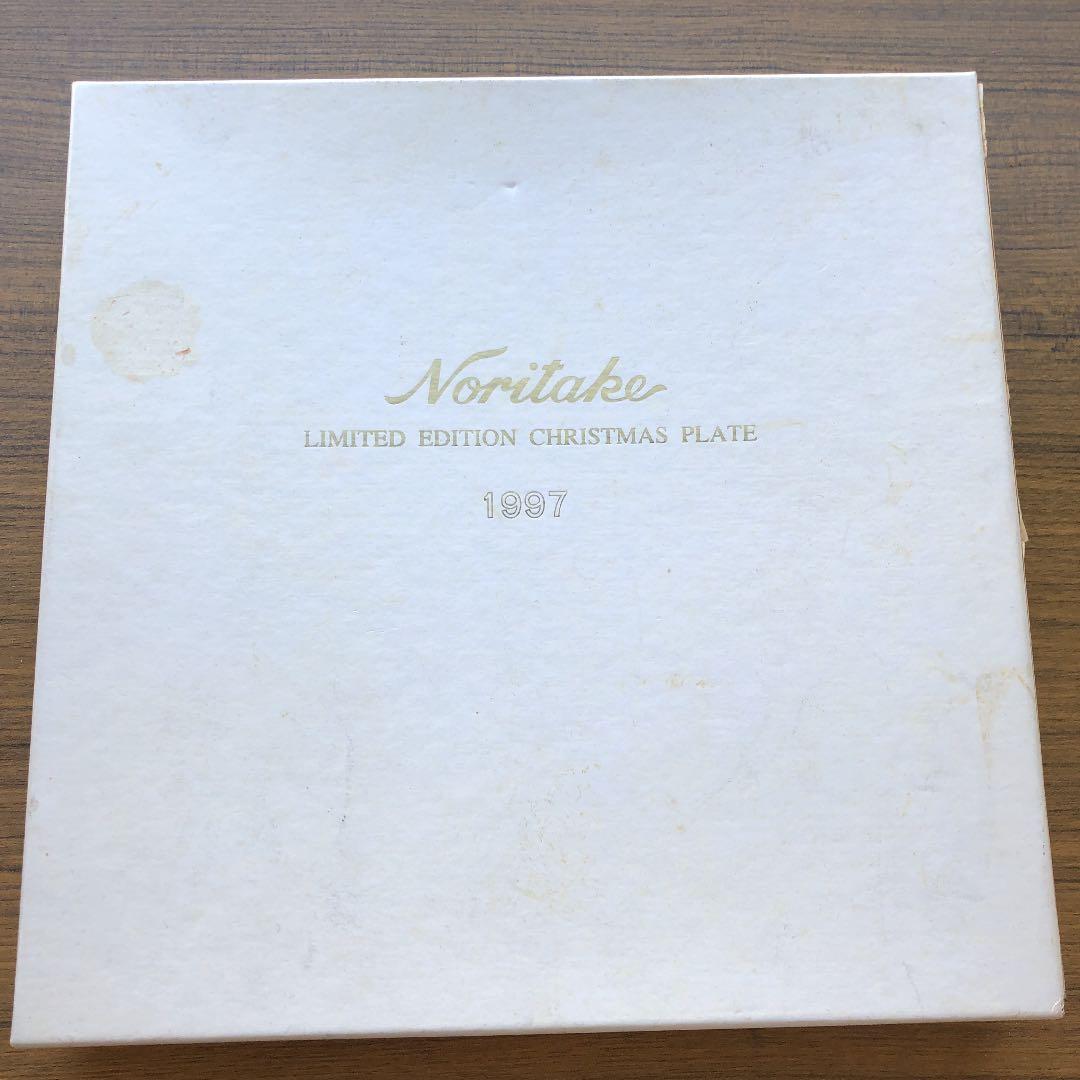 Noritake
LIMITED EDITION CHRISTMAS PLATE
1997